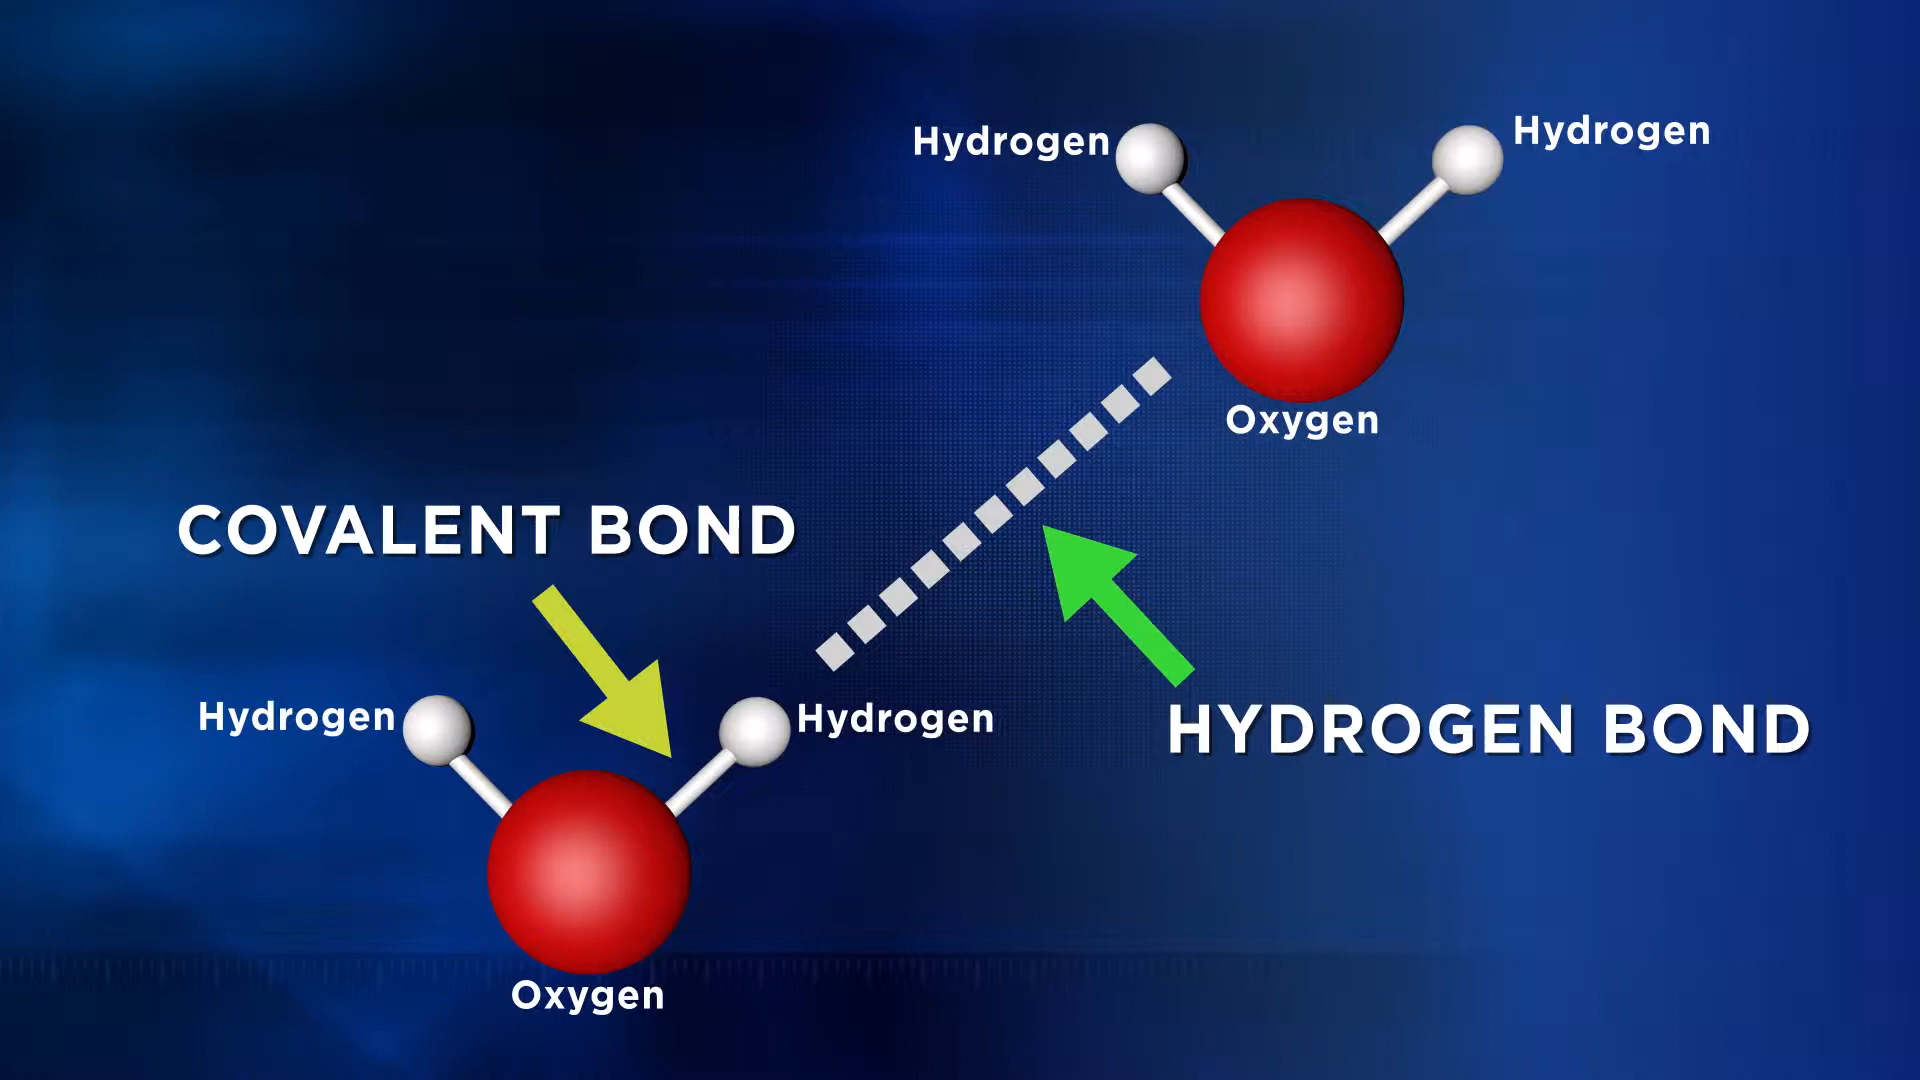 Hydrogen
Hydrogen
Oxygen
COVALENT BOND
Hydrogen
Hydrogen
HYDROGEN BOND
Oxygen